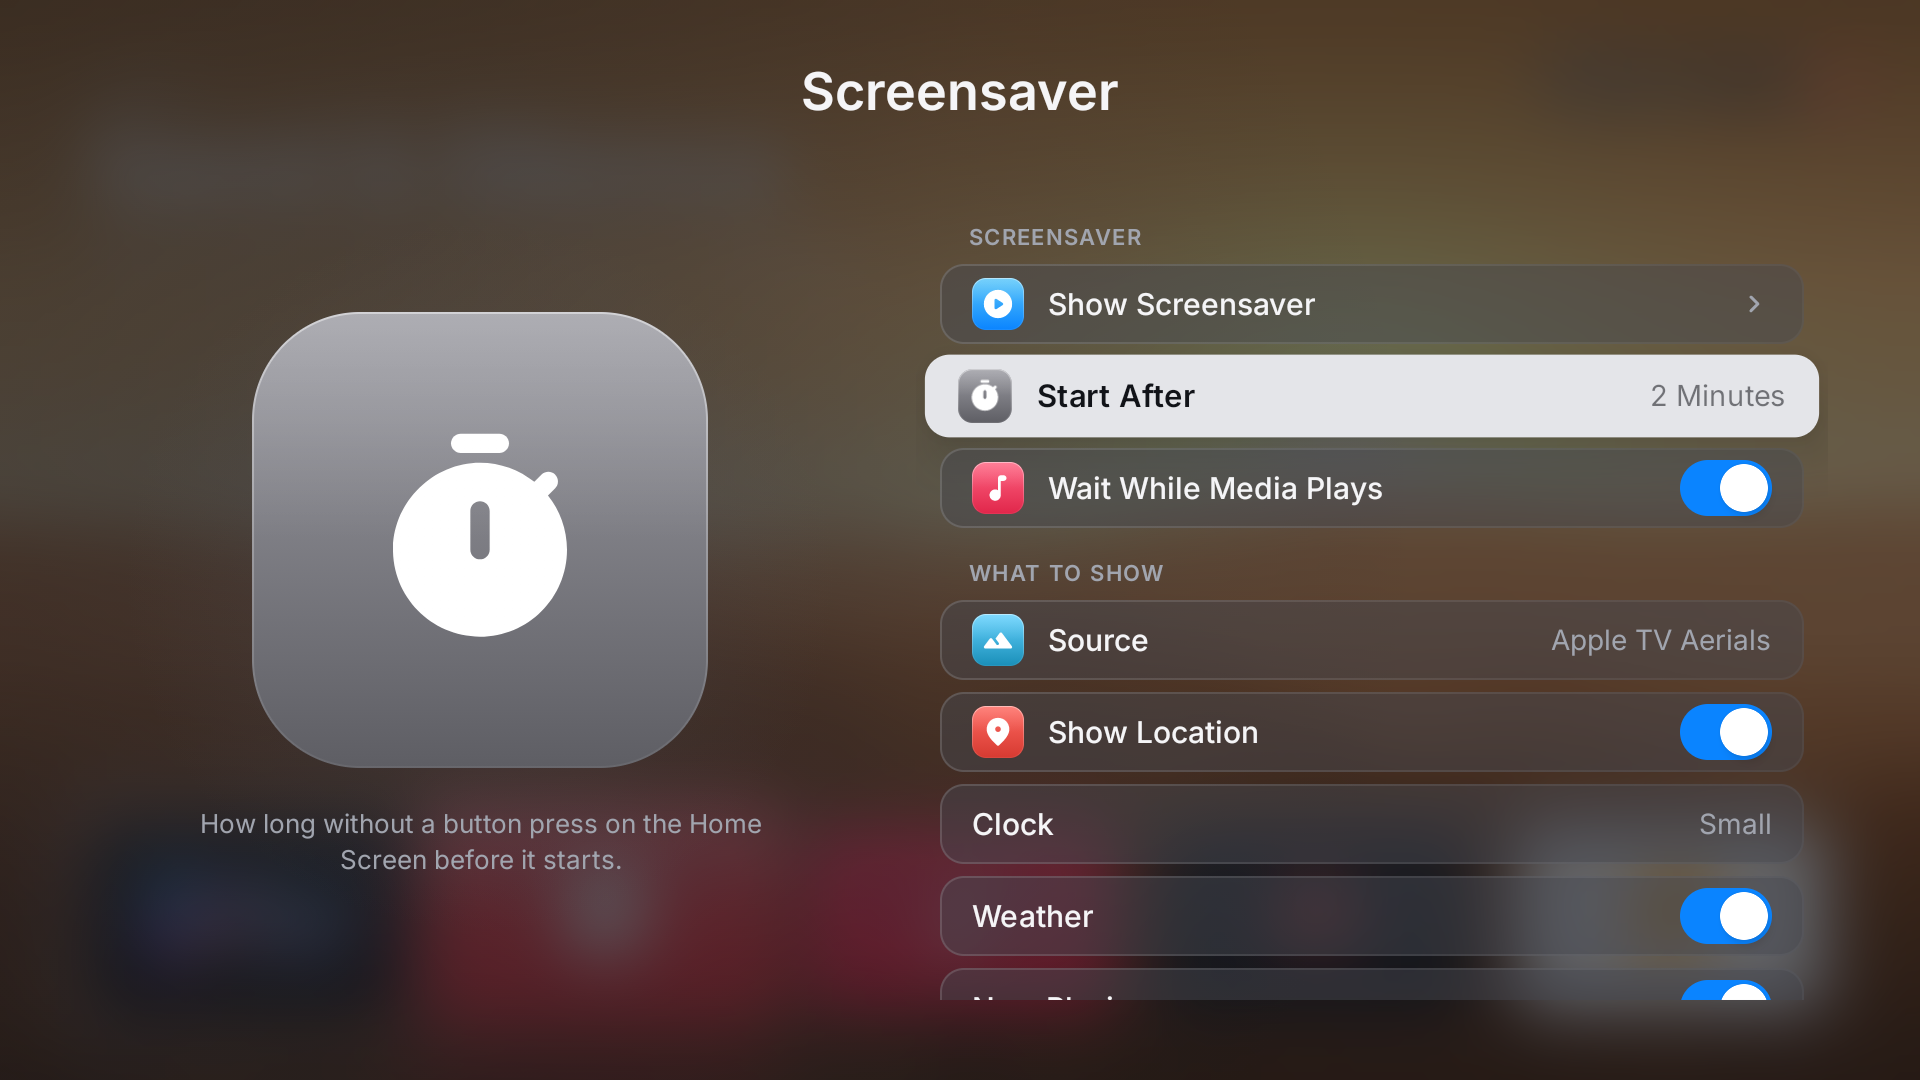 Screensaver
SCREENSAVER
Show Screensaver
Start After
2 Minutes
Wait While Media Plays
WHAT TO SHOW
Source
Apple TV Aerials
Show Location
Clock
Small
Weather
How long without a button press on the Home
Screen before it starts.